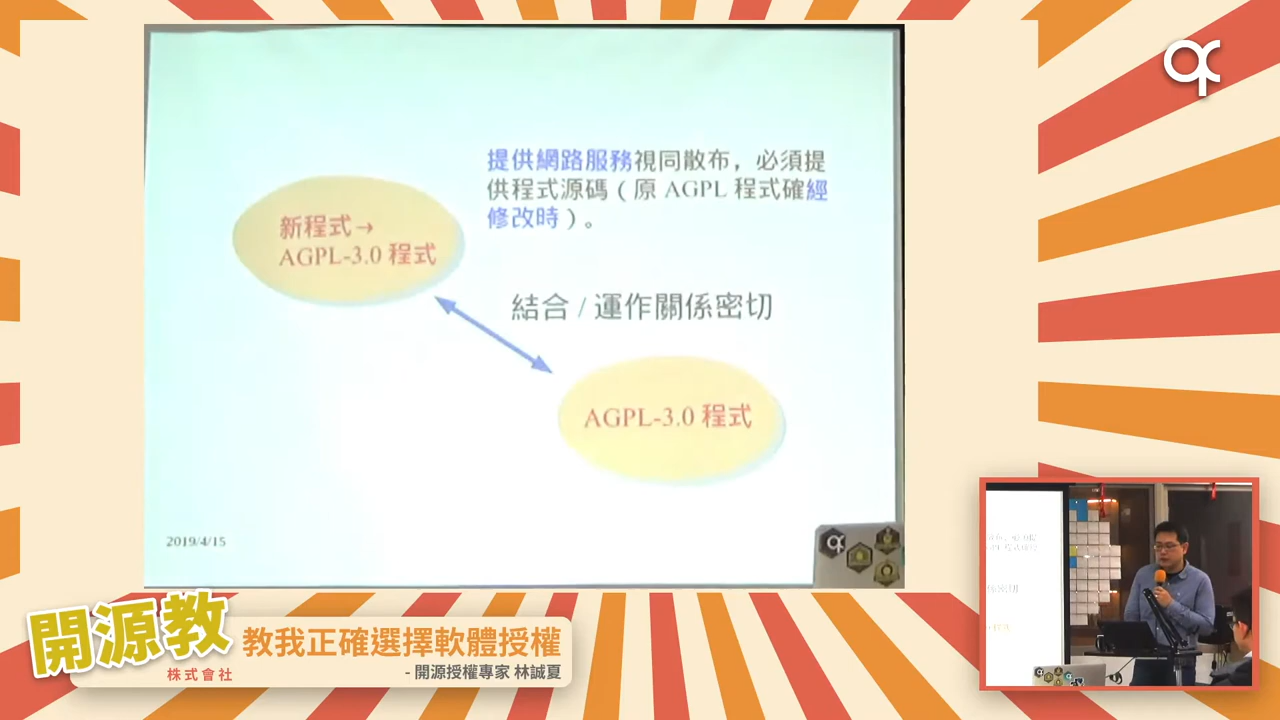 提供網路服務視同散布，必須提
供程式源碼（原 AGPL 程式確經
修改時）。
新程式→
AGPL-3.0 程式
結合 / 運作關係密切
AGPL-3.0 程式
2019/4/15
開源教
株式會社
教我正確選擇軟體授權
- 開源授權專家 林誠夏